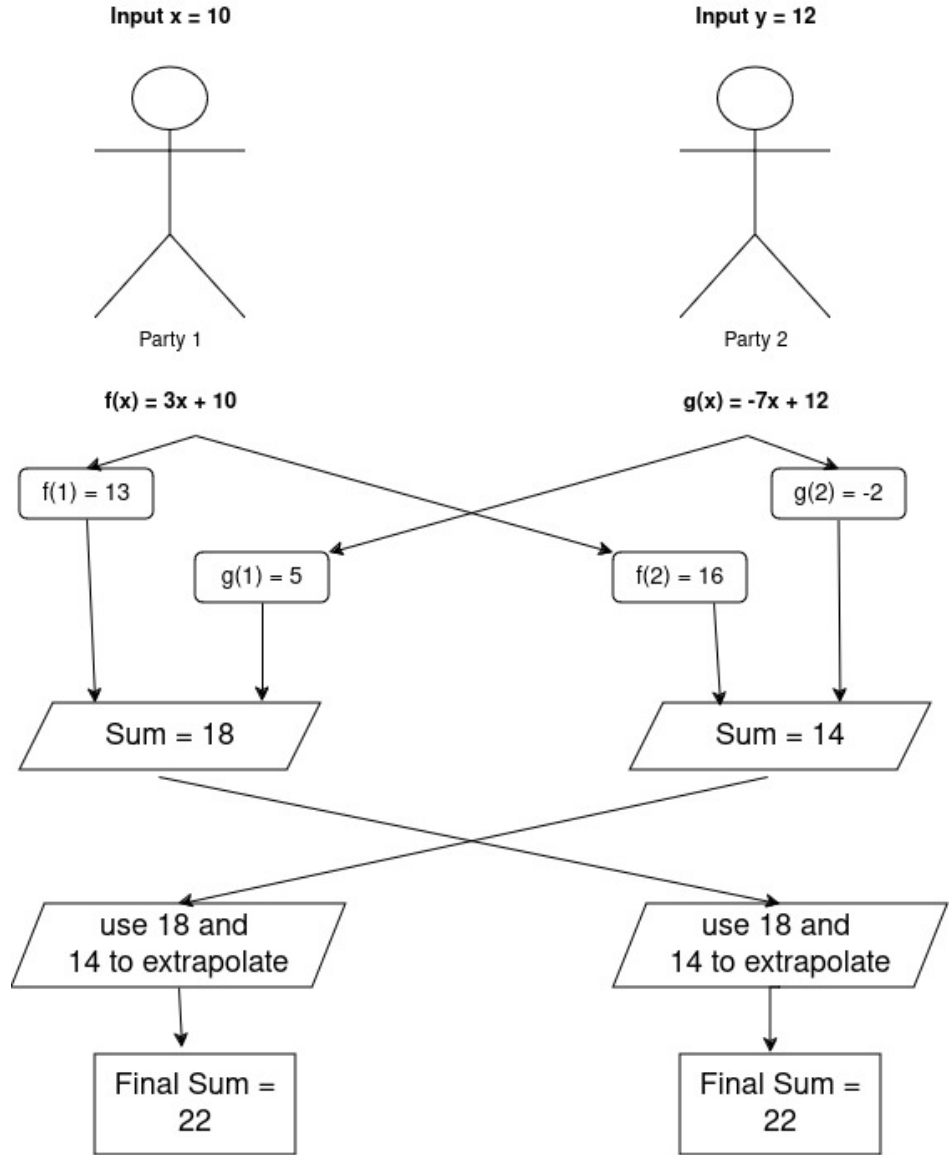 Input x = 10
Input y = 12
Party 1
Party 2
f(x) = 3x + 10
g(x) = -7x + 12
f(1) = 13
g(2) = -2
g(1) = 5
f(2) = 16
Sum = 18
Sum = 14
use 18 and
14 to extrapolate
use 18 and
14 to extrapolate
Final Sum =
22
Final Sum =
22